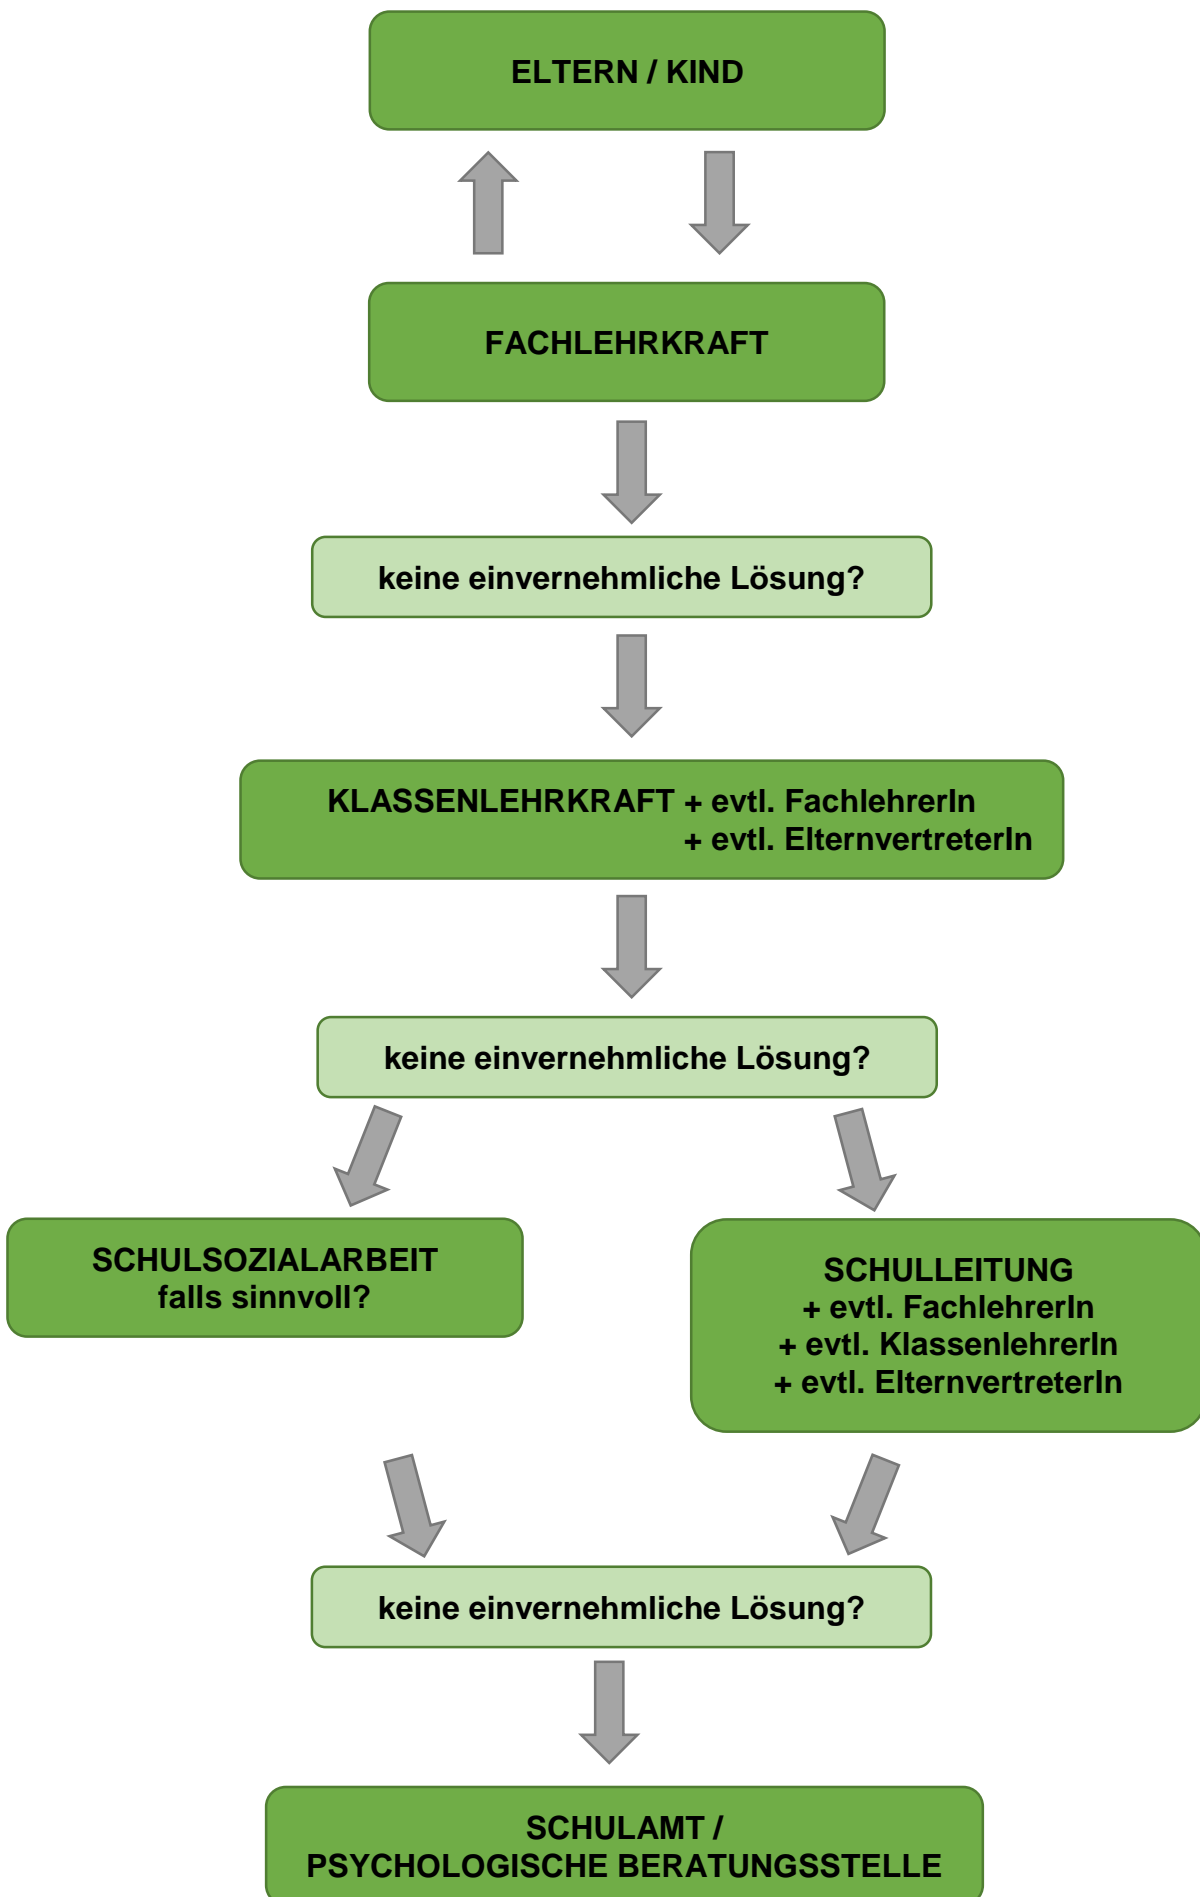 ELTERN / KIND
FACHLEHRKRAFT
keine einvernehmliche Lösung?
KLASSENLEHRKRAFT + evtl. FachlehrerIn
+ evtl. ElternvertreterIn
keine einvernehmliche Lösung?
SCHULSOZIALARBEIT
falls sinnvoll?
SCHULLEITUNG
+ evtl. FachlehrerIn
+ evtl. KlassenlehrerIn
+ evtl. ElternvertreterIn
keine einvernehmliche Lösung?
SCHULAMT /
PSYCHOLOGISCHE BERATUNGSSTELLE